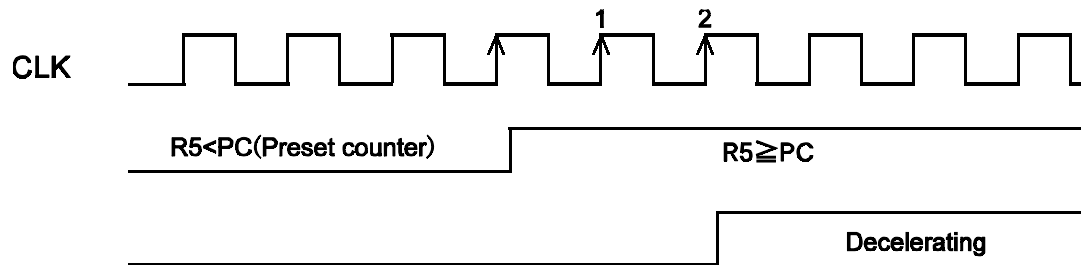 1 2
CLK
R5<PC(Preset counter)
R5≧PC
Decelerating